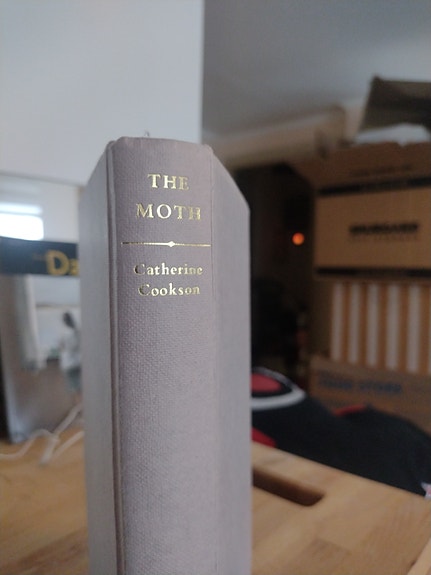 THE
MOTH
Catherine
Cookson